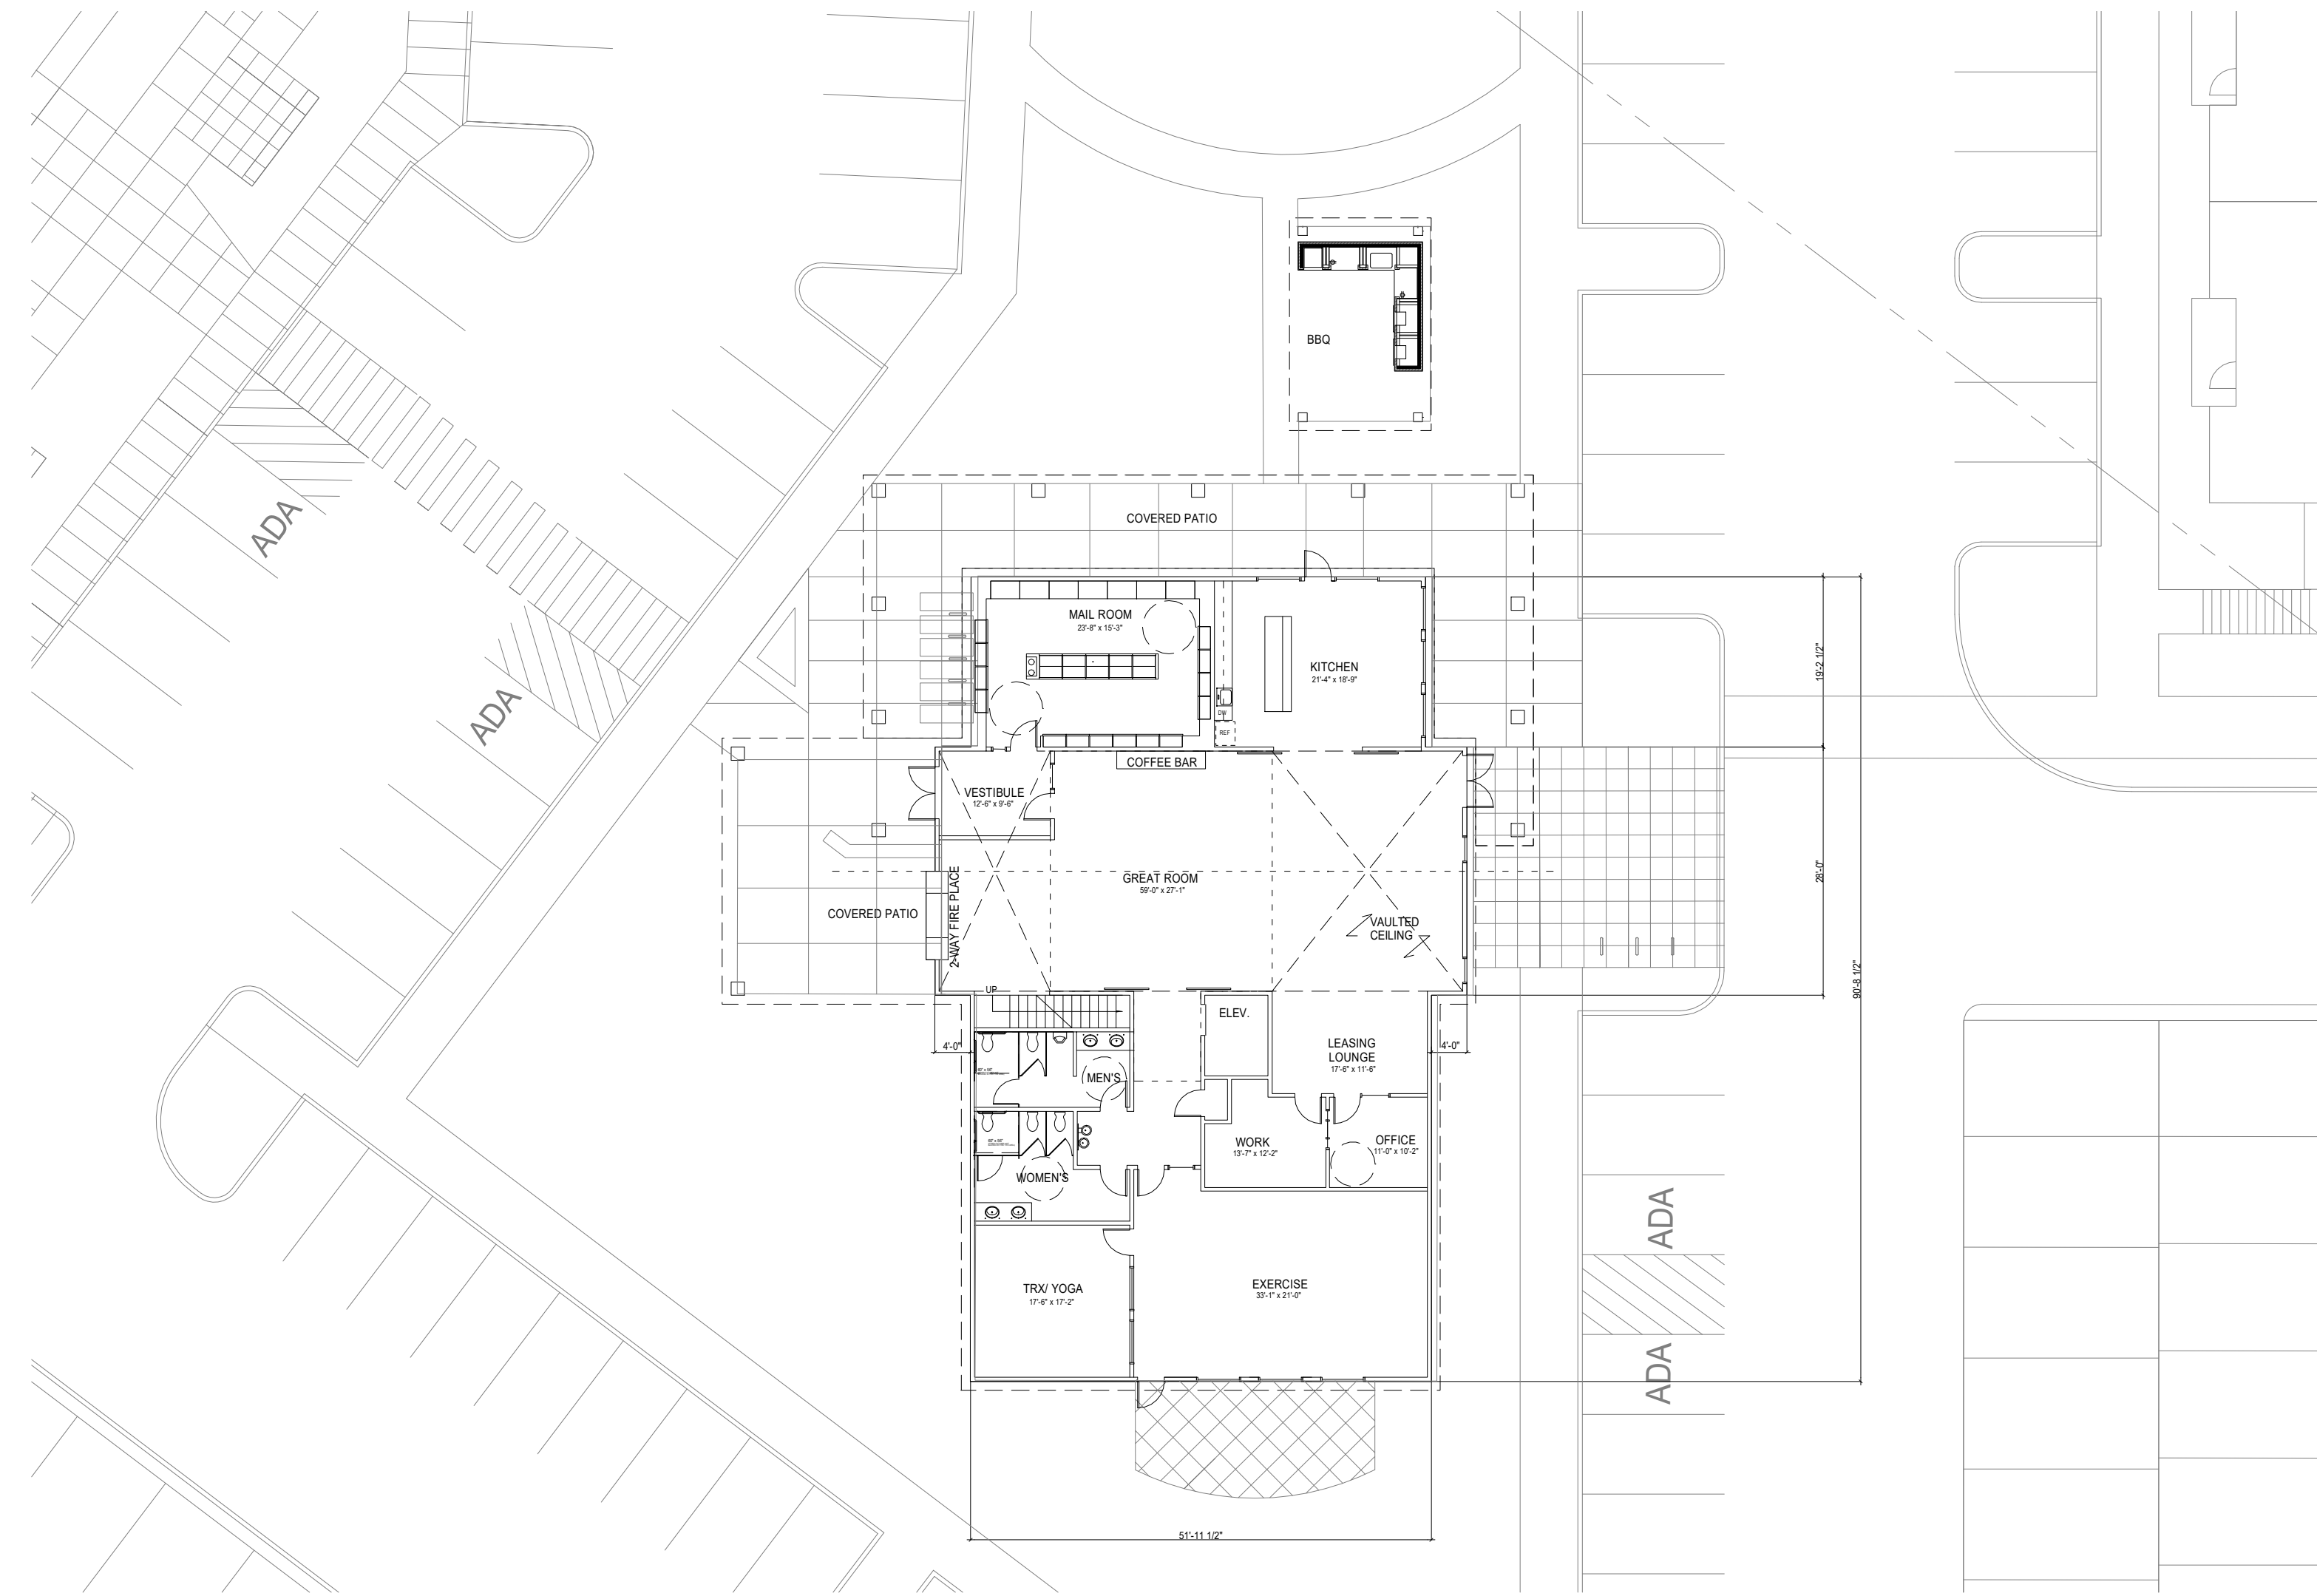 BBQ
COVERED PATIO
ADA
MAIL ROOM
23'-8" x 15'-3"
KITCHEN
21'-4" x 18'-9"
19'-2 1/2"
ADA
DW
REF
COFFEE BAR
VESTIBULE
12'-6" x 9'-6"
GREAT ROOM
59'-0" x 27'-1"
28'-0"
COVERED PATIO
2-WAY FIRE PLACE
VAULTED
CEILING
90'-8 1/2"
UP
ELEV.
4'-0"
4'-0"
LEASING
LOUNGE
17'-6" x 11'-6"
MEN'S
WORK
13'-7" x 12'-2"
OFFICE
11'-0" x 10'-2"
WOMEN'S
ADA
TRX/ YOGA
17'-6" x 17'-2"
EXERCISE
33'-1" x 21'-0"
ADA
51'-11 1/2"